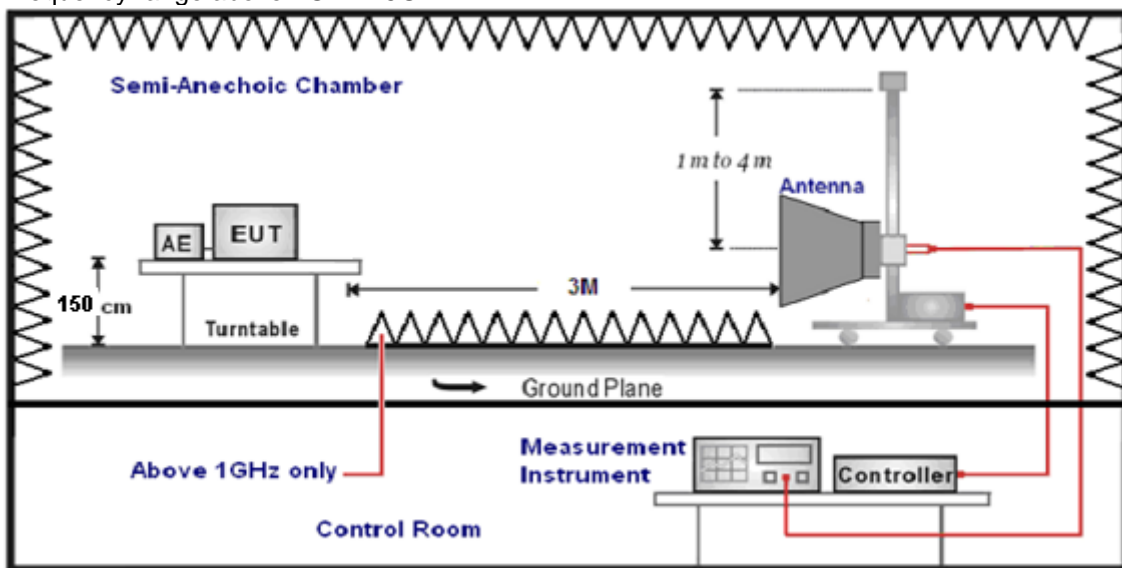 Semi-Anechoic Chamber
1 m to 4 m
Antenna
AE
EUT
150 cm
3M
Turntable
Ground Plane
Above 1GHz only
Measurement
Instrument
Controller
Control Room